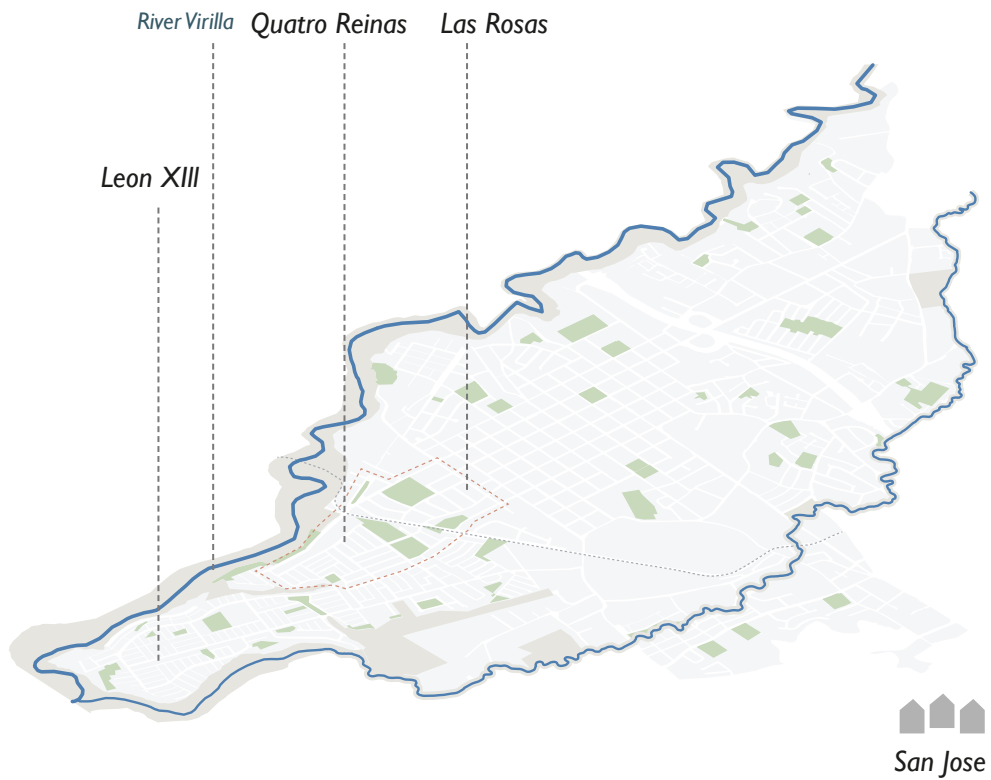 River Virilla
Quatro Reinas
Las Rosas
Leon XIII
San Jose